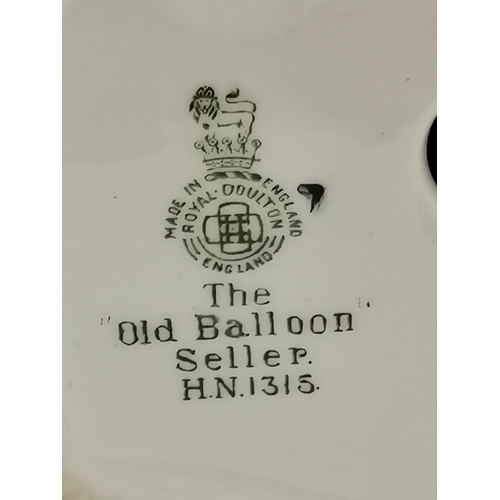 MADE IN ENGLAND
ROYAL·DOULTON
ENGLAND
The
"Old Balloon"
Seller.
H.N.1315.